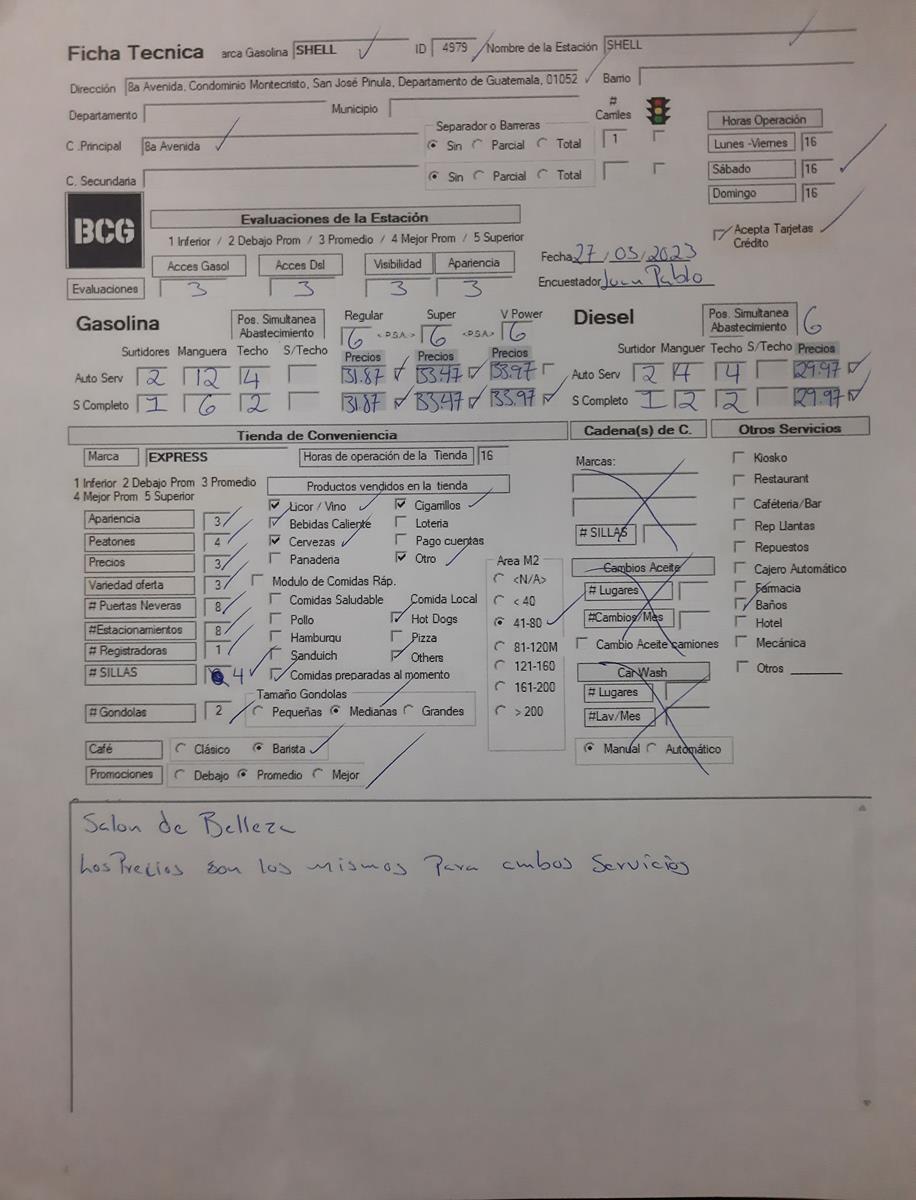 Ficha Tecnica arca Gasolina SHELL ID 4979 Nombre de la Estación SHELL
Dirección 8a Avenida, Condominio Montecristo, San José Pinula, Departamento de Guatemala, 01052 Barrio
Departamento Municipio # Carriles
C .Principal 8a Avenida Separador o Barreras Sin Parcial Total 1
C. Secundaria Sin Parcial Total
Horas Operación
Lunes -Viernes 16
Sábado 16
Domingo 16
BCG
Evaluaciones de la Estación
1 Inferior / 2 Debajo Prom / 3 Promedio / 4 Mejor Prom / 5 Superior
Acepta Tarjetas Crédito
Acces Gasol Acces Dsl Visibilidad Apariencia
Evaluaciones 3 3 3 3
Fecha 27/03/2023
Encuestador Juan Pablo
Gasolina Pos. Simultanea Abastecimiento Regular 6 <P.S.A> Super 6 <P.S.A> V Power 6
Surtidores Manguera Techo S/Techo Precios Precios Precios
Auto Serv 2 12 4 31.87 33.47 33.97
S Completo 1 6 2 31.87 33.47 33.97
Diesel Pos. Simultanea Abastecimiento 6
Surtidor Manguer Techo S/Techo Precios
Auto Serv 2 4 4 29.97
S Completo 1 2 2 29.97
Tienda de Conveniencia
Marca EXPRESS Horas de operación de la Tienda 16
1 Inferior 2 Debajo Prom 3 Promedio
4 Mejor Prom 5 Superior
Apariencia 3
Peatones 4
Precios 3
Variedad oferta 3
# Puertas Neveras 8
#Estacionamientos 8
# Registradoras 1
# SILLAS 4
# Gondolas 2
Productos vendidos en la tienda
Licor / Vino Cigarrillos
Bebidas Caliente Loteria
Cervezas Pago cuentas
Panaderia Otro
Modulo de Comidas Ráp.
Comidas Saludable Comida Local
Pollo Hot Dogs
Hamburqu Pizza
Sanduich Others
Comidas preparadas al momento
Tamaño Gondolas
Pequeñas Medianas Grandes
Café Clásico Barista
Promociones Debajo Promedio Mejor
Area M2
<N/A>
< 40
41-80
81-120M
121-160
161-200
> 200
Cadena(s) de C.
Marcas:
# SILLAS
Cambios Aceite
# Lugares
#Cambios/Mes
Cambio Aceite camiones
Car Wash
# Lugares
#Lav/Mes
Manual Automático
Otros Servicios
Kiosko
Restaurant
Caféteria/Bar
Rep Llantas
Repuestos
Cajero Automático
Farmacia
Baños
Hotel
Mecánica
Otros
Salon de Belleza
Los Precios son los mismos Para ambos Servicios